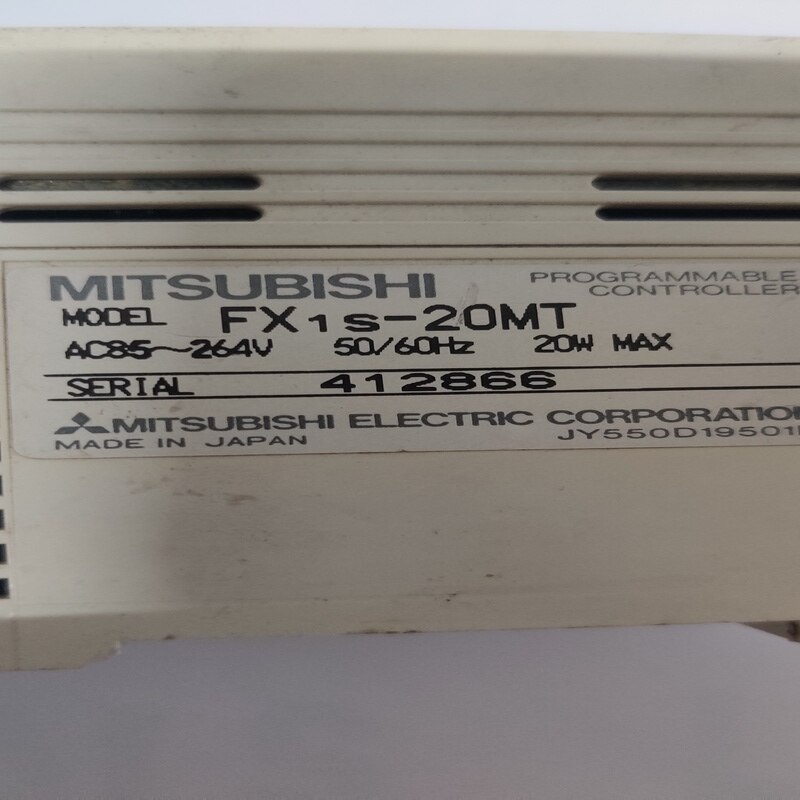 MITSUBISHI
PROGRAMMABLE
CONTROLLER
MODEL FX1s-20MT
AC85~264V 50/60Hz 20W MAX
SERIAL 412866
MITSUBISHI ELECTRIC CORPORATION
MADE IN JAPAN JY550D19501